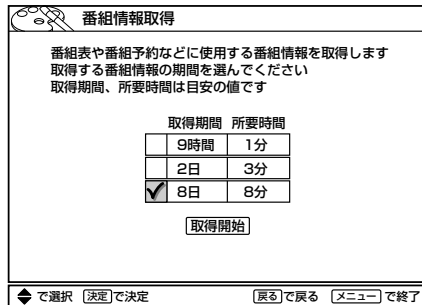 番組情報取得
番組表や番組予約などに使用する番組情報を取得します
取得する番組情報の期間を選んでください
取得期間、所要時間は目安の値です
取得期間 所要時間
9時間 1分
2日 3分
8日 8分
取得開始
で選択 決定で決定 戻るで戻る メニューで終了